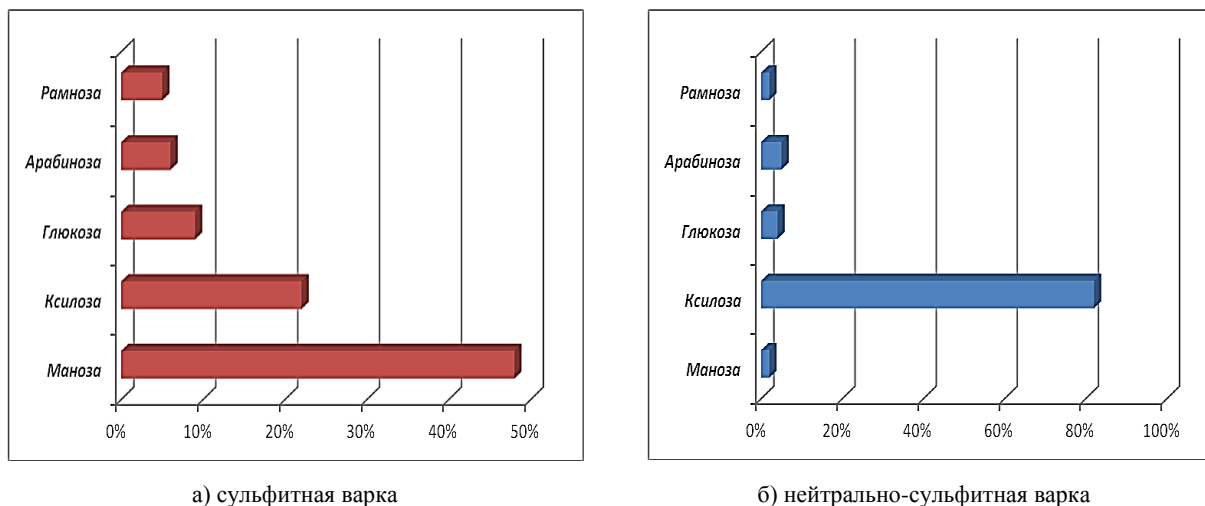 Рамноза
Арабиноза
Глюкоза
Ксилоза
Маноза
0% 10% 20% 30% 40% 50%
а) сульфитная варка
Рамноза
Арабиноза
Глюкоза
Ксилоза
Маноза
0% 20% 40% 60% 80% 100%
б) нейтрально-сульфитная варка